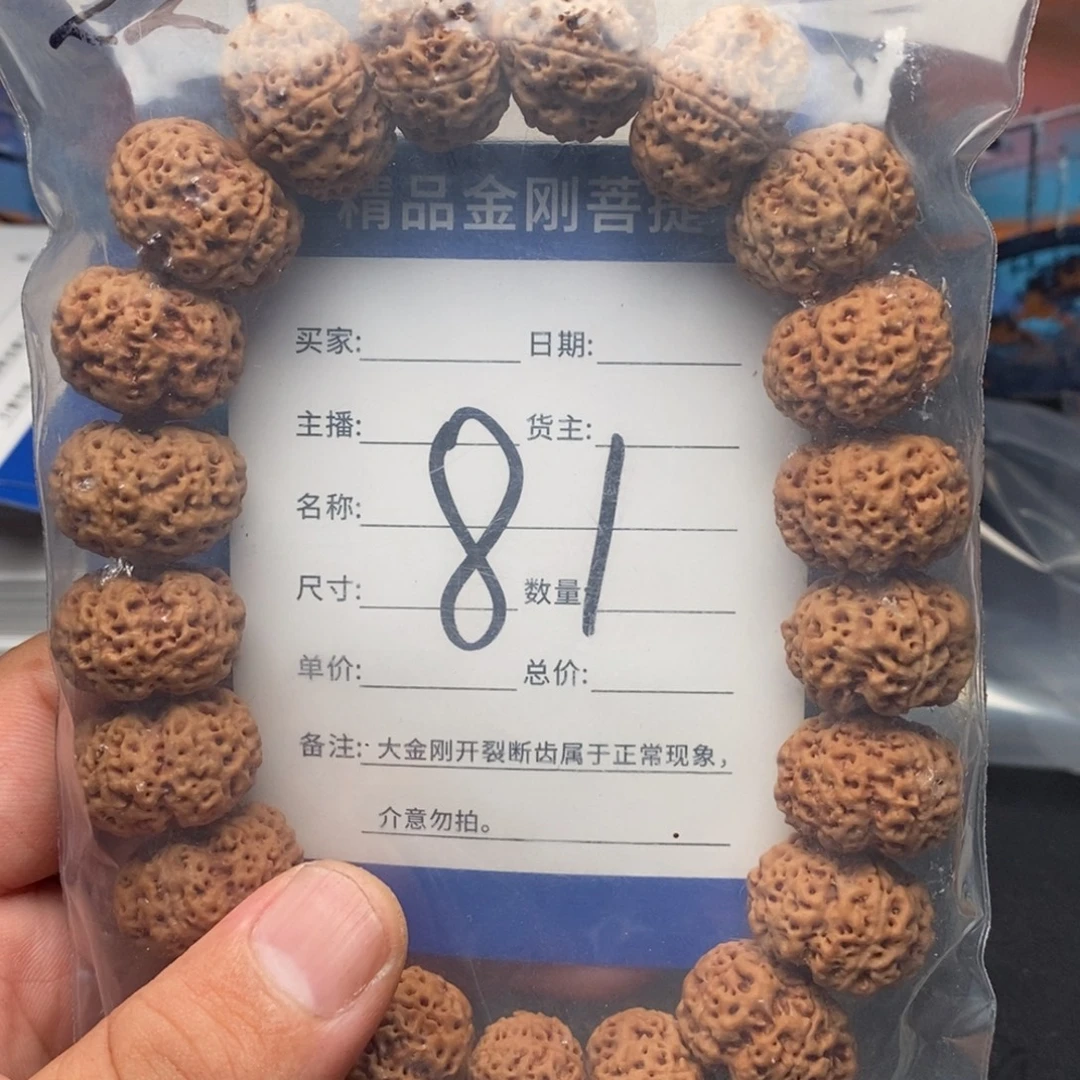 精品金刚菩提
买家: 日期:
主播: 货主:
名称:
81
尺寸: 数量
单价: 总价:
备注: 大金刚开裂断齿属于正常现象,
介意勿拍。